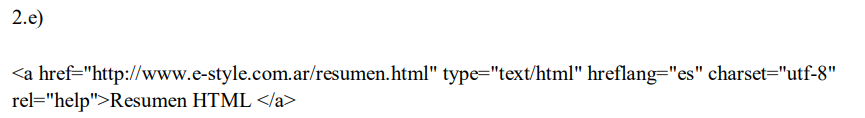 2.e)
<a href="http://www.e-style.com.ar/resumen.html" type="text/html" hreflang="es" charset="utf-8"
rel="help">Resumen HTML </a>